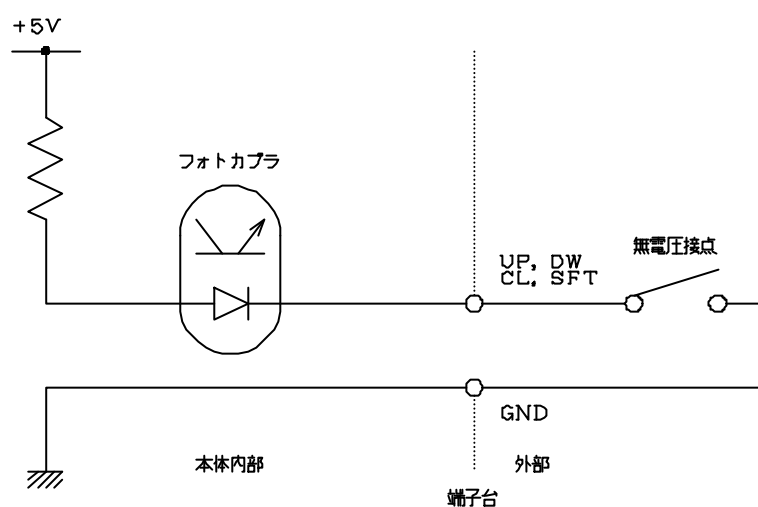 +5V
フォトカプラ
無電圧接点
UP, DW
CL, SFT
GND
本体内部
外部
端子台